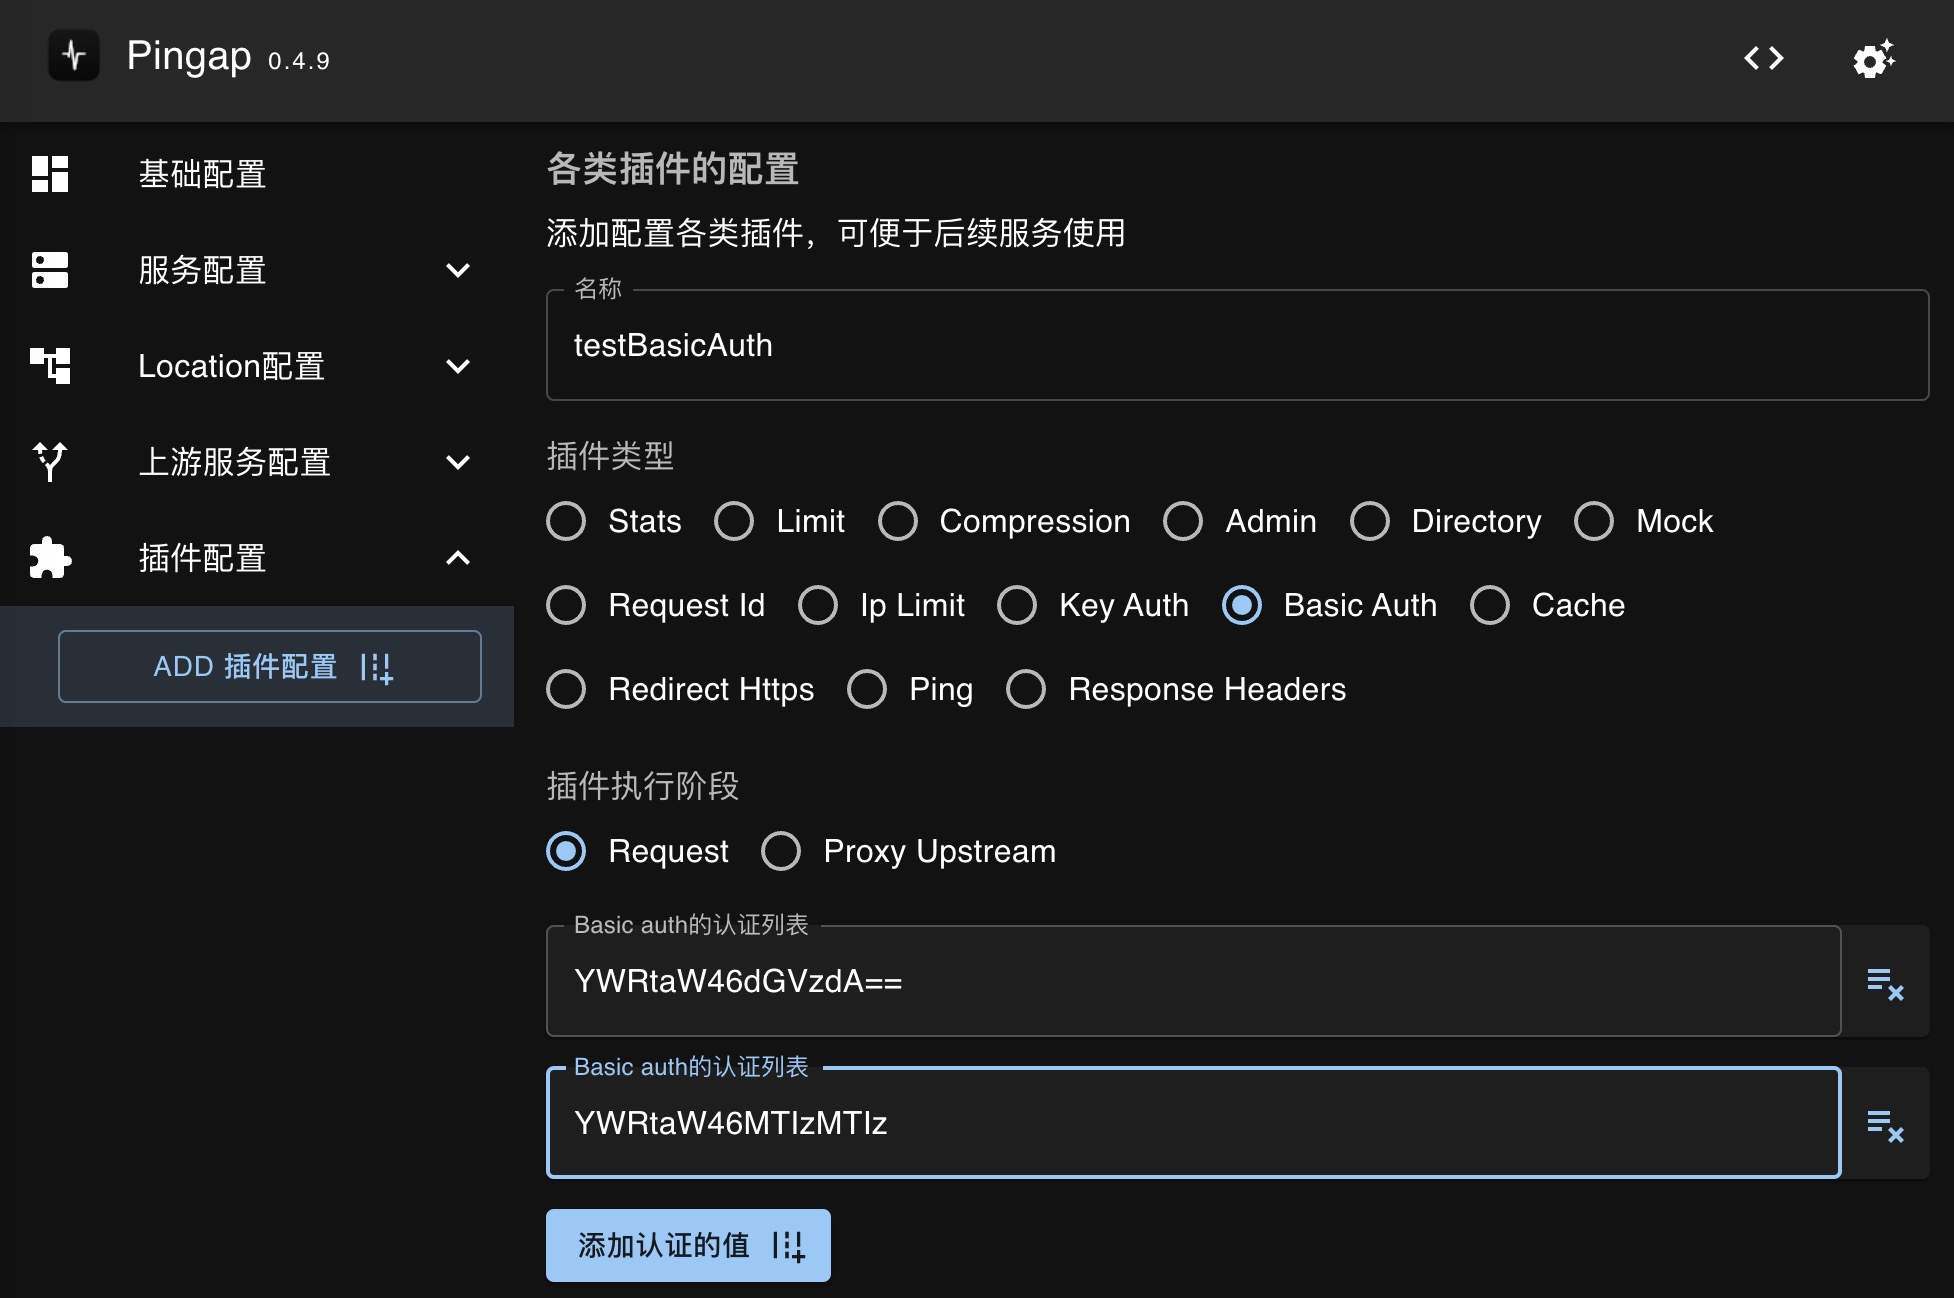 Pingap 0.4.9
基础配置
服务配置
Location配置
上游服务配置
插件配置
ADD 插件配置
各类插件的配置
添加配置各类插件，可便于后续服务使用
名称
testBasicAuth
插件类型
Stats Limit Compression Admin Directory Mock
Request Id Ip Limit Key Auth Basic Auth Cache
Redirect Https Ping Response Headers
插件执行阶段
Request Proxy Upstream
Basic auth的认证列表
YWRtaW46dGVzdA==
Basic auth的认证列表
YWRtaW46MTIzMTIz
添加认证的值